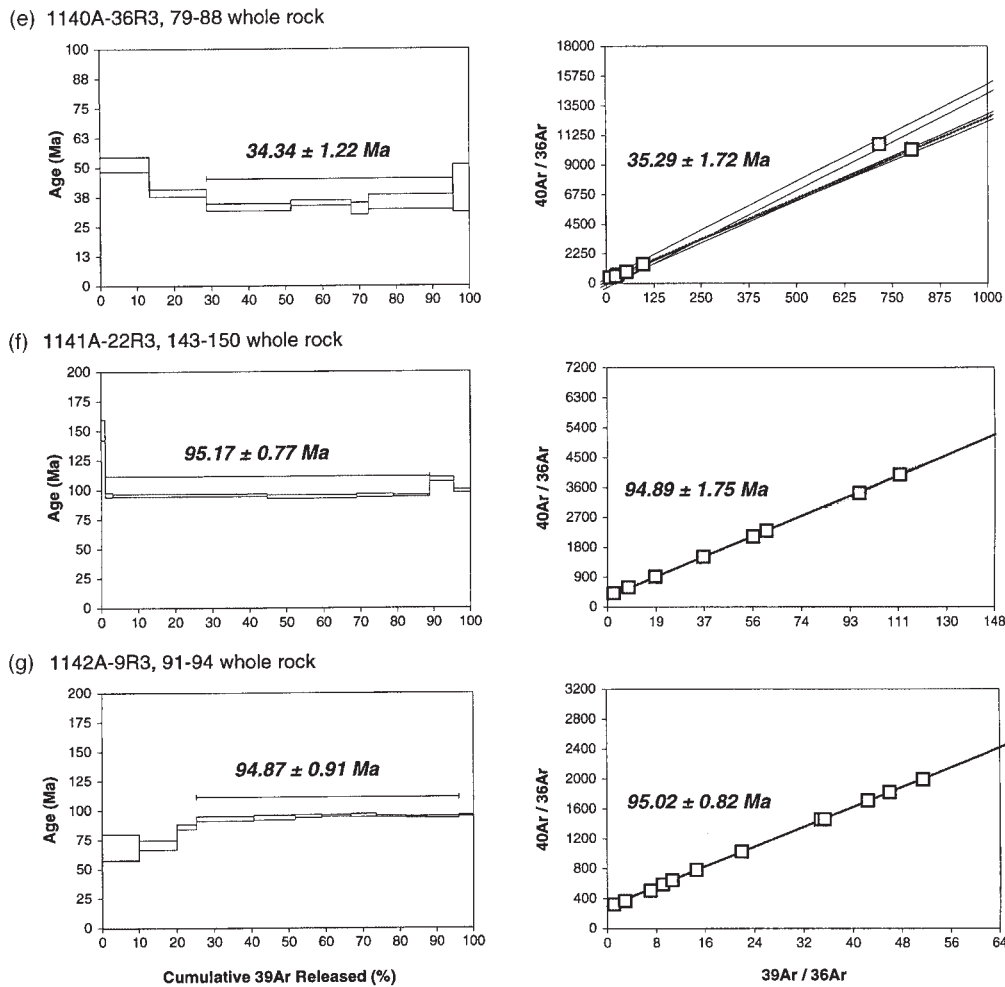 (e) 1140A-36R3, 79-88 whole rock
100
88
75
63
50
38
25
13
0
Age (Ma)
34.34 ± 1.22 Ma
0 10 20 30 40 50 60 70 80 90 100
18000
15750
13500
11250
9000
6750
4500
2250
0
40Ar / 36Ar
35.29 ± 1.72 Ma
0 125 250 375 500 625 750 875 1000
(f) 1141A-22R3, 143-150 whole rock
200
175
150
125
100
75
50
25
0
Age (Ma)
95.17 ± 0.77 Ma
0 10 20 30 40 50 60 70 80 90 100
7200
6300
5400
4500
3600
2700
1800
900
0
40Ar / 36Ar
94.89 ± 1.75 Ma
0 19 37 56 74 93 111 130 148
(g) 1142A-9R3, 91-94 whole rock
200
175
150
125
100
75
50
25
0
Age (Ma)
94.87 ± 0.91 Ma
0 10 20 30 40 50 60 70 80 90 100
Cumulative 39Ar Released (%)
3200
2800
2400
2000
1600
1200
800
400
0
40Ar / 36Ar
95.02 ± 0.82 Ma
0 8 16 24 32 40 48 56 64
39Ar / 36Ar